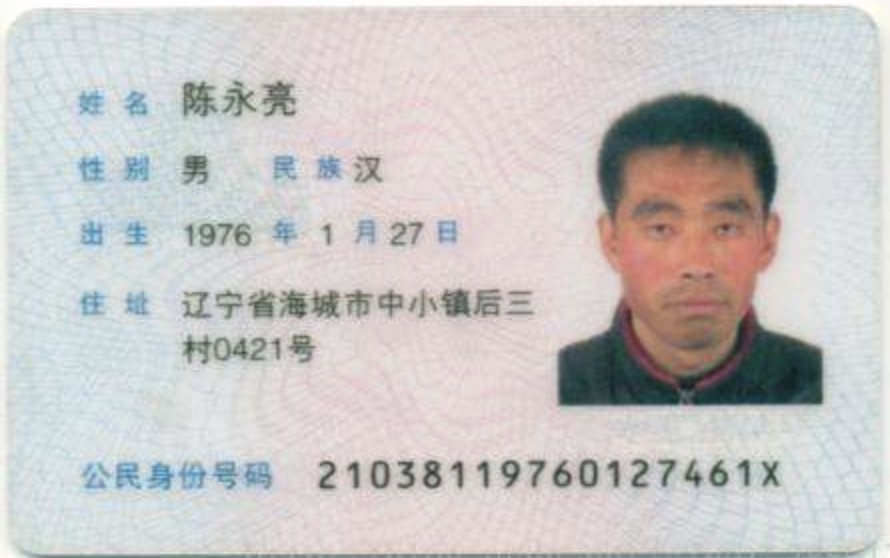 姓名 陈永亮
性别 男 民族 汉
出生 1976 年 1 月 27 日
住址 辽宁省海城市中小镇后三
村0421号
公民身份号码 21038119760127461X